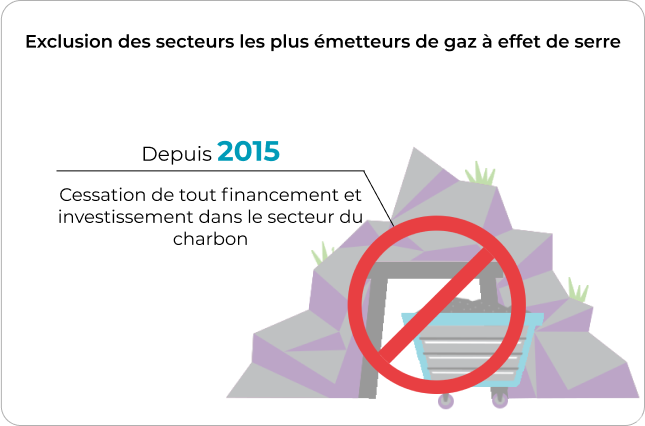 Exclusion des secteurs les plus émetteurs de gaz à effet de serre
Depuis 2015
Cessation de tout financement et
investissement dans le secteur du
charbon